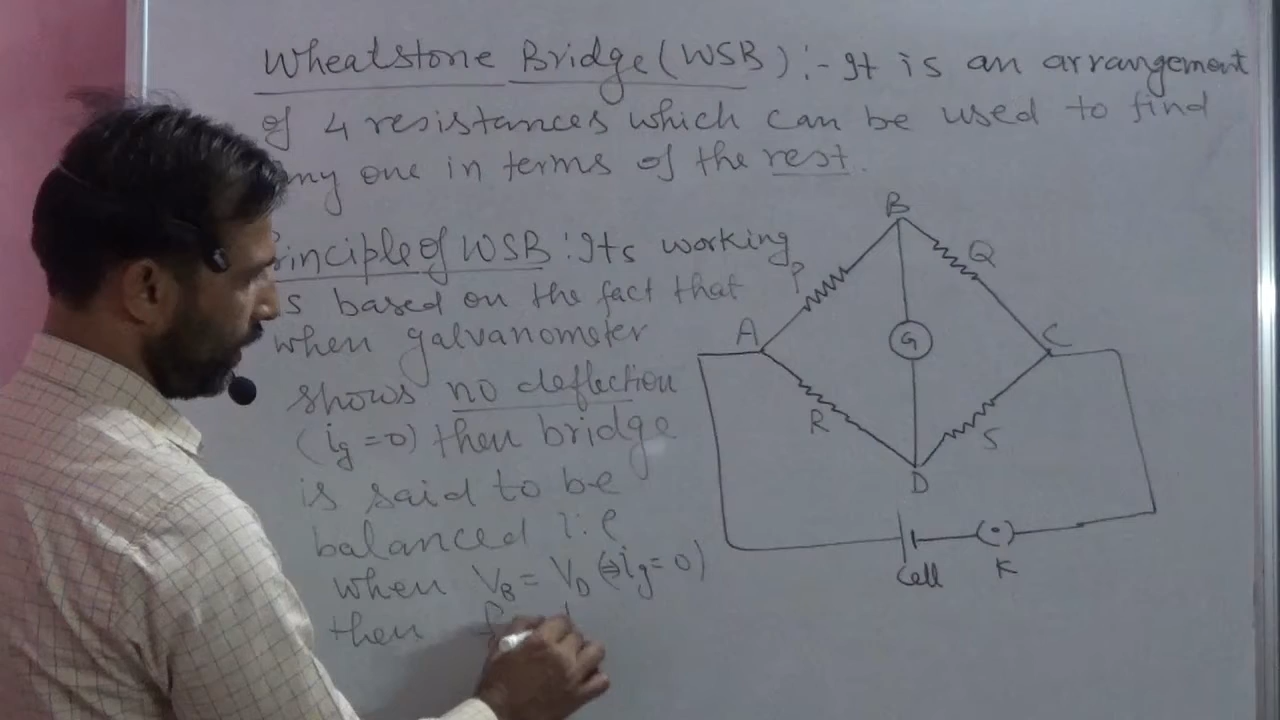 Wheatstone Bridge (WSB) :- It is an arrangement
of 4 resistances which can be used to find
any one in terms of the rest.
Principle of WSB : Its working
is based on the fact that
when galvanometer
shows no deflection
(ig = 0) then bridge
is said to be
balanced i.e
when VB = VD (⇒ ig = 0)
then
B
P
Q
A
G
C
R
S
D
Cell
K